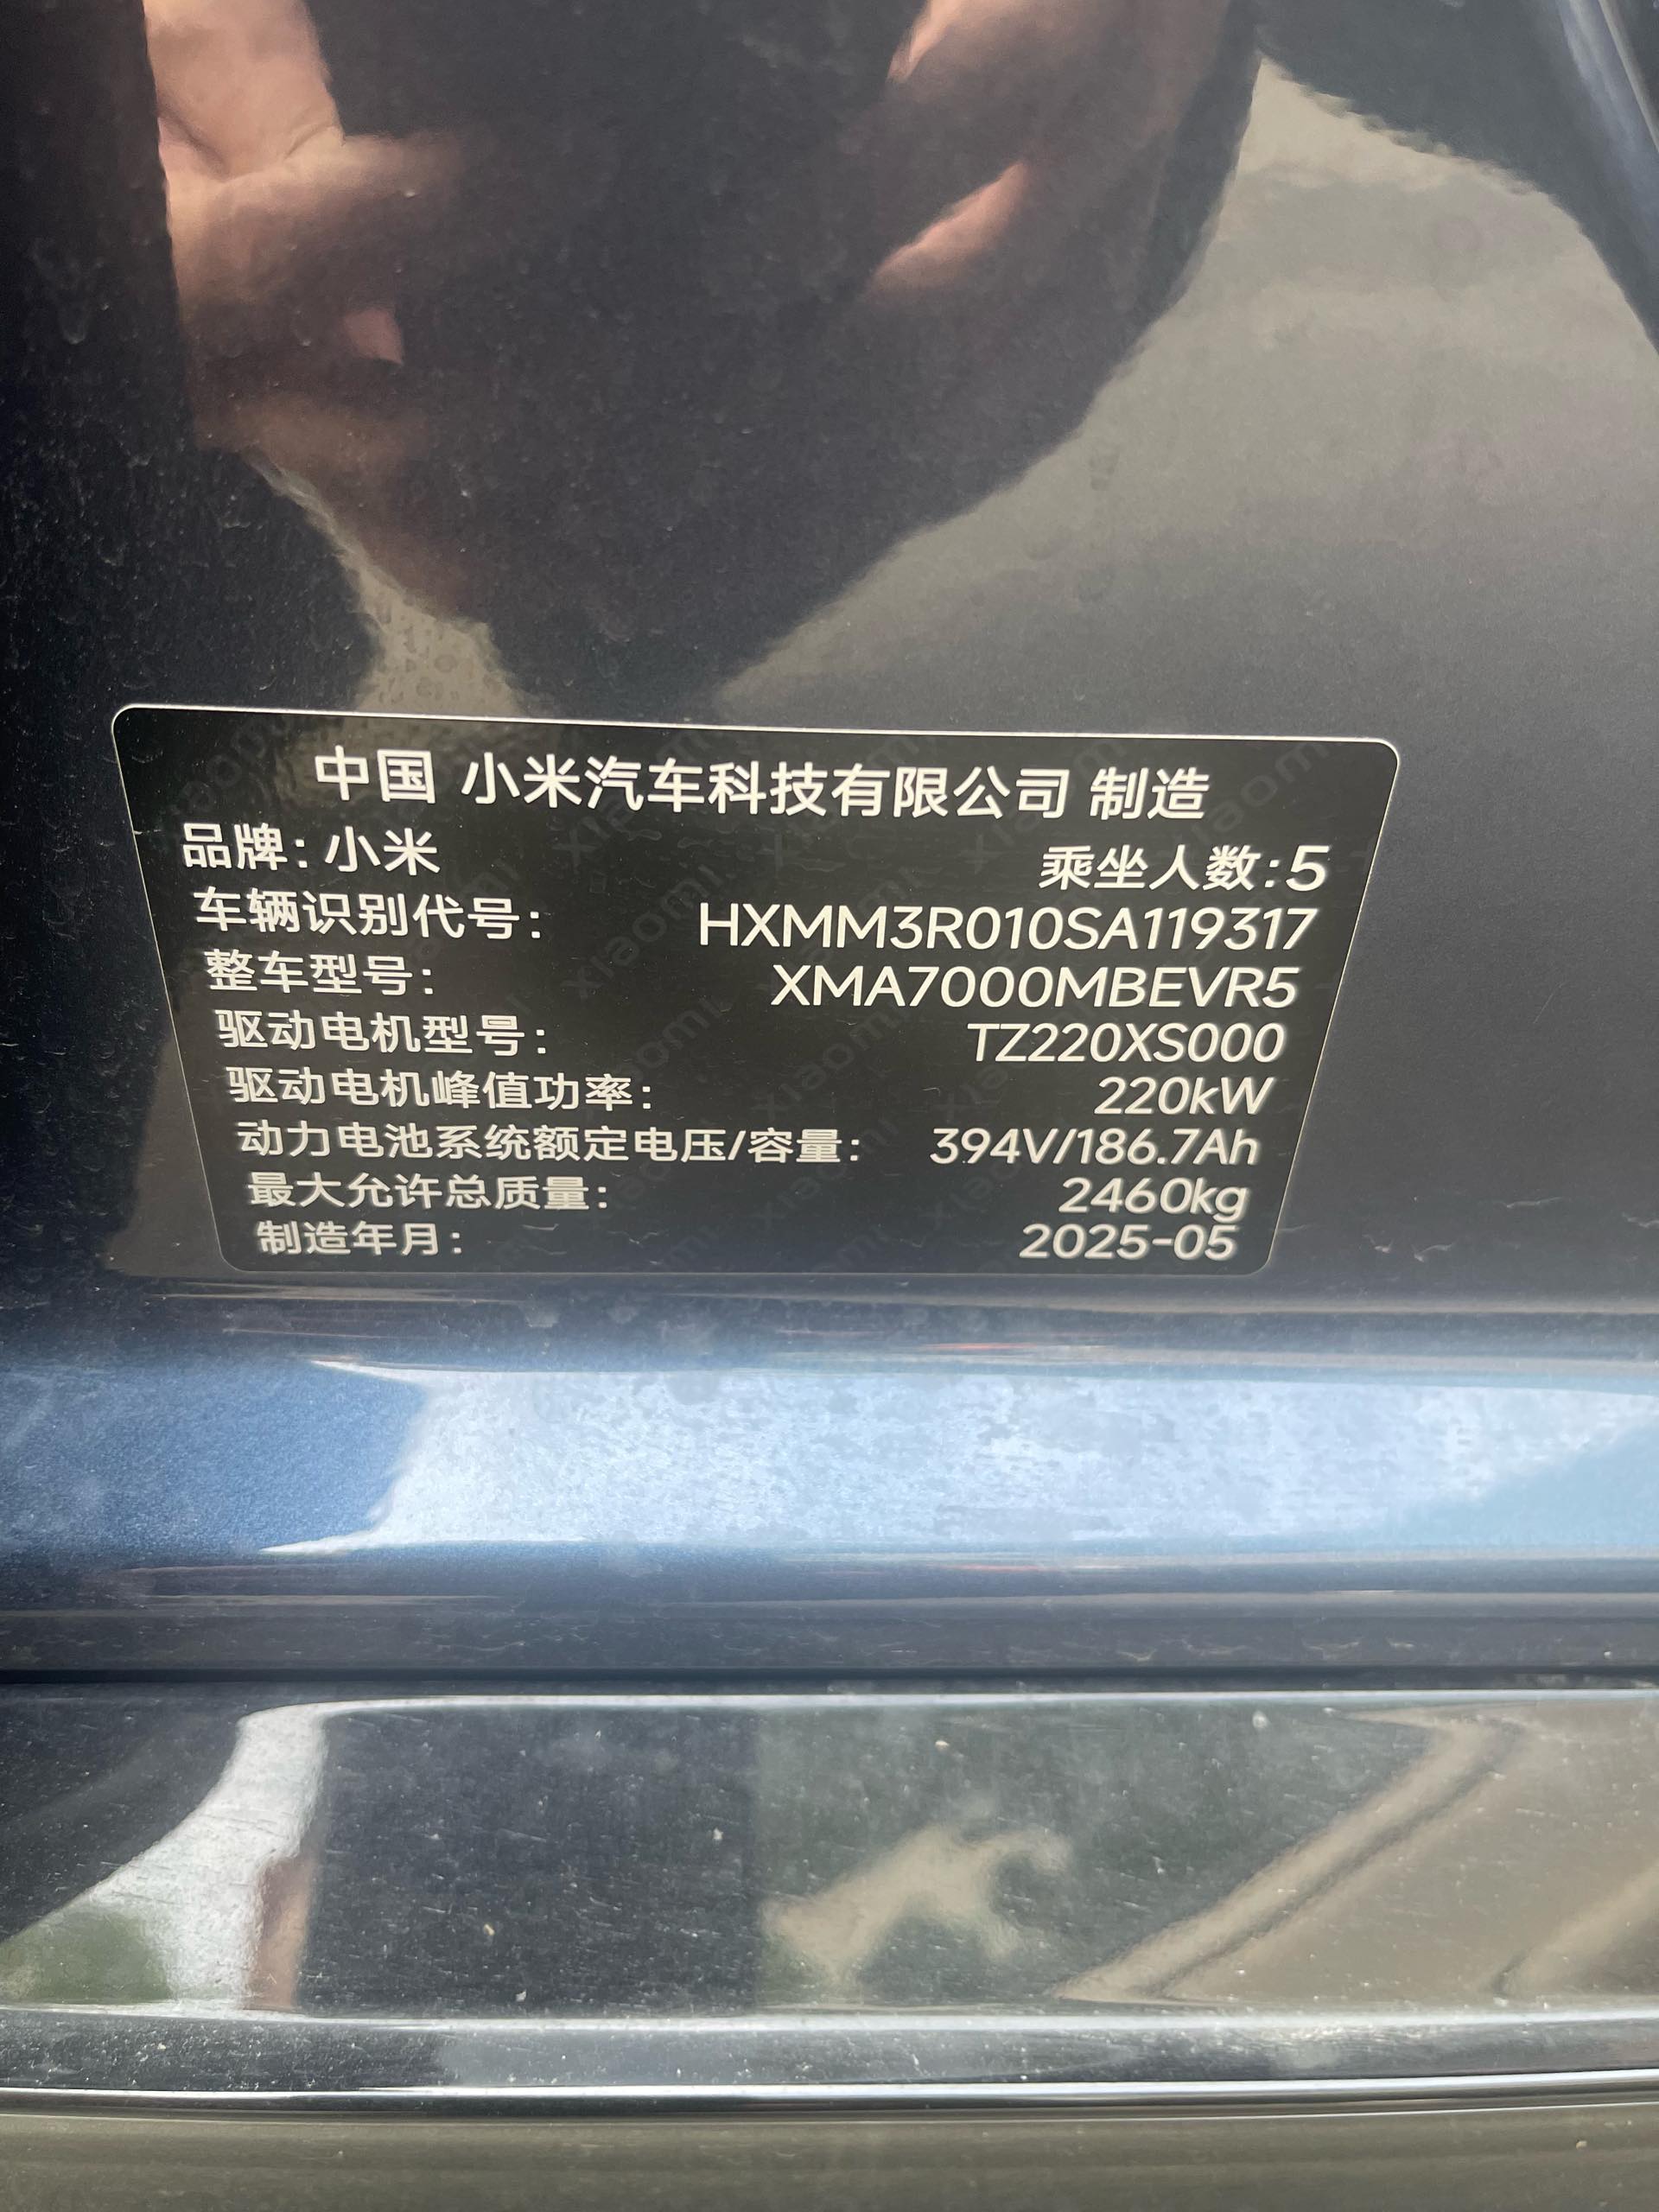 中国 小米汽车科技有限公司 制造
品牌：小米 乘坐人数：5
车辆识别代号： HXMM3R010SA119317
整车型号： XMA7000MBEVR5
驱动电机型号： TZ220XS000
驱动电机峰值功率： 220kW
动力电池系统额定电压/容量： 394V/186.7Ah
最大允许总质量： 2460kg
制造年月： 2025-05